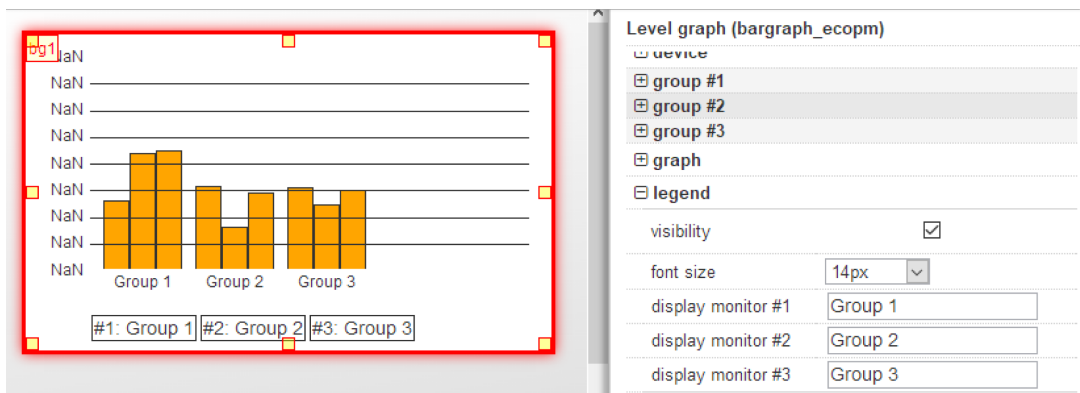 bg1
NaN
NaN
NaN
NaN
NaN
NaN
NaN
NaN
NaN
Group 1 Group 2 Group 3
#1: Group 1 #2: Group 2 #3: Group 3
Level graph (bargraph_ecopm)
device
group #1
group #2
group #3
graph
legend
visibility
font size 14px
display monitor #1 Group 1
display monitor #2 Group 2
display monitor #3 Group 3